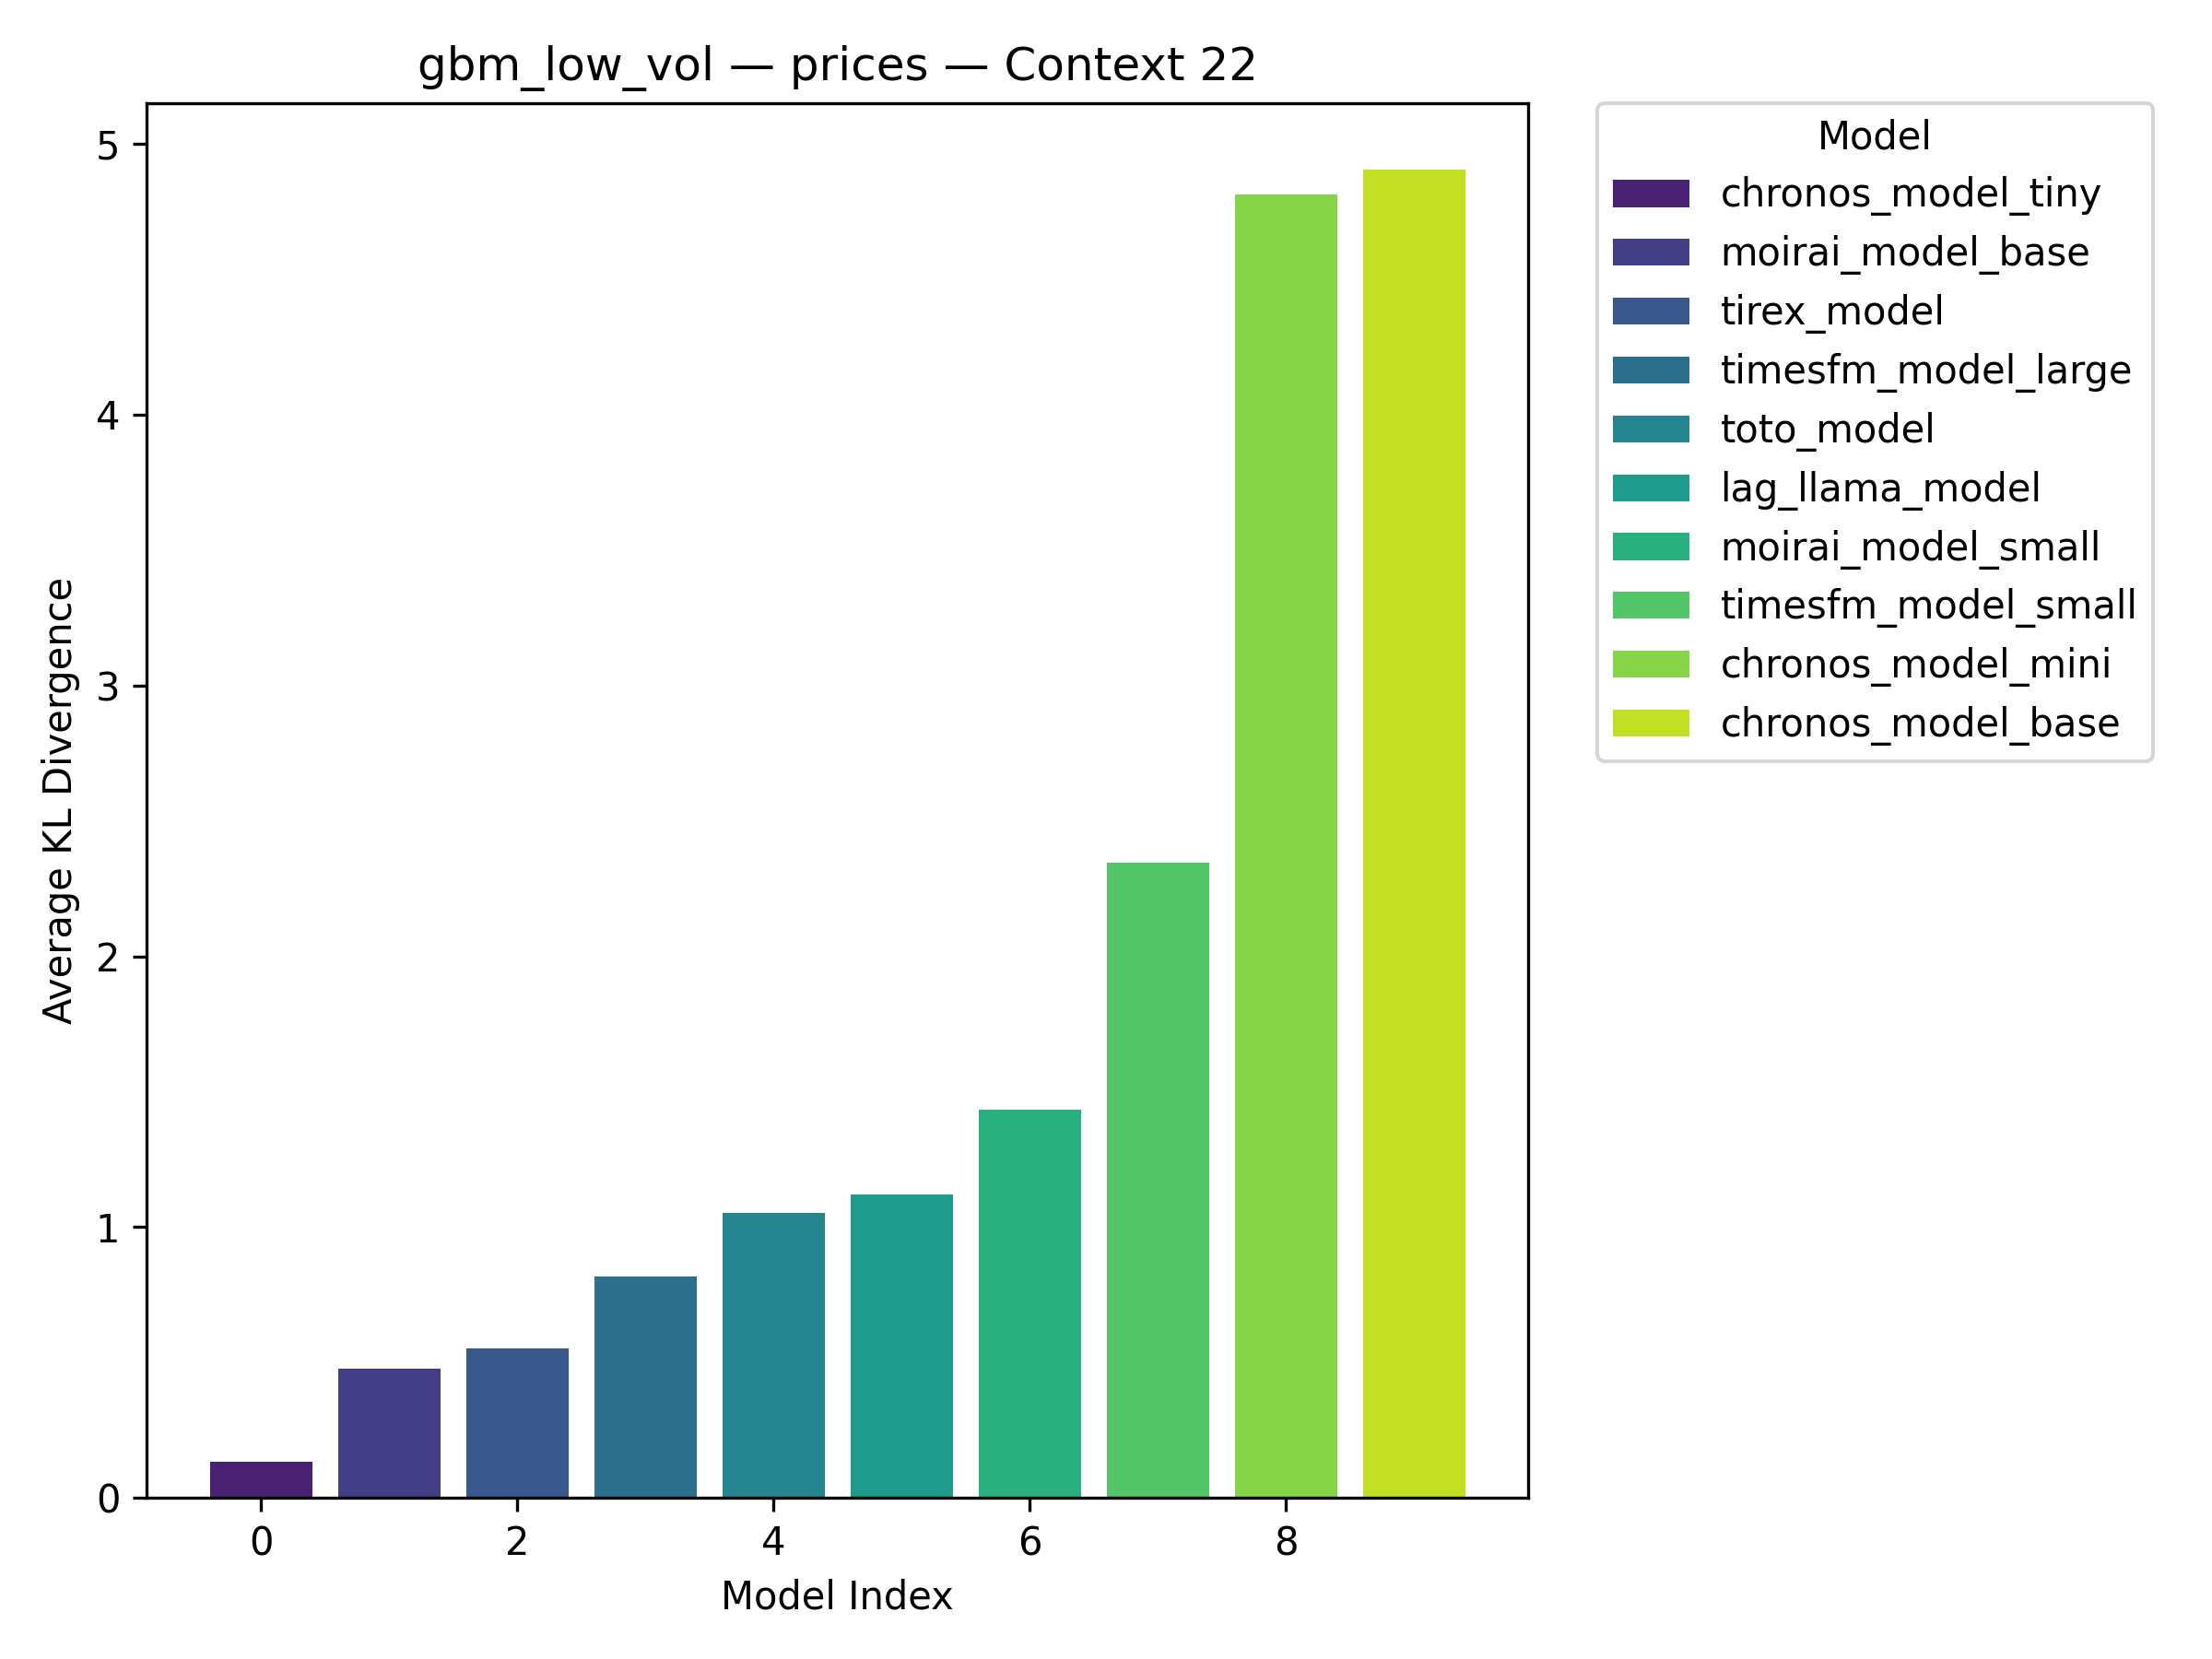 gbm_low_vol — prices — Context 22
Average KL Divergence
5
4
3
2
1
0
0 2 4 6 8
Model Index
Model
chronos_model_tiny
moirai_model_base
tirex_model
timesfm_model_large
toto_model
lag_llama_model
moirai_model_small
timesfm_model_small
chronos_model_mini
chronos_model_base